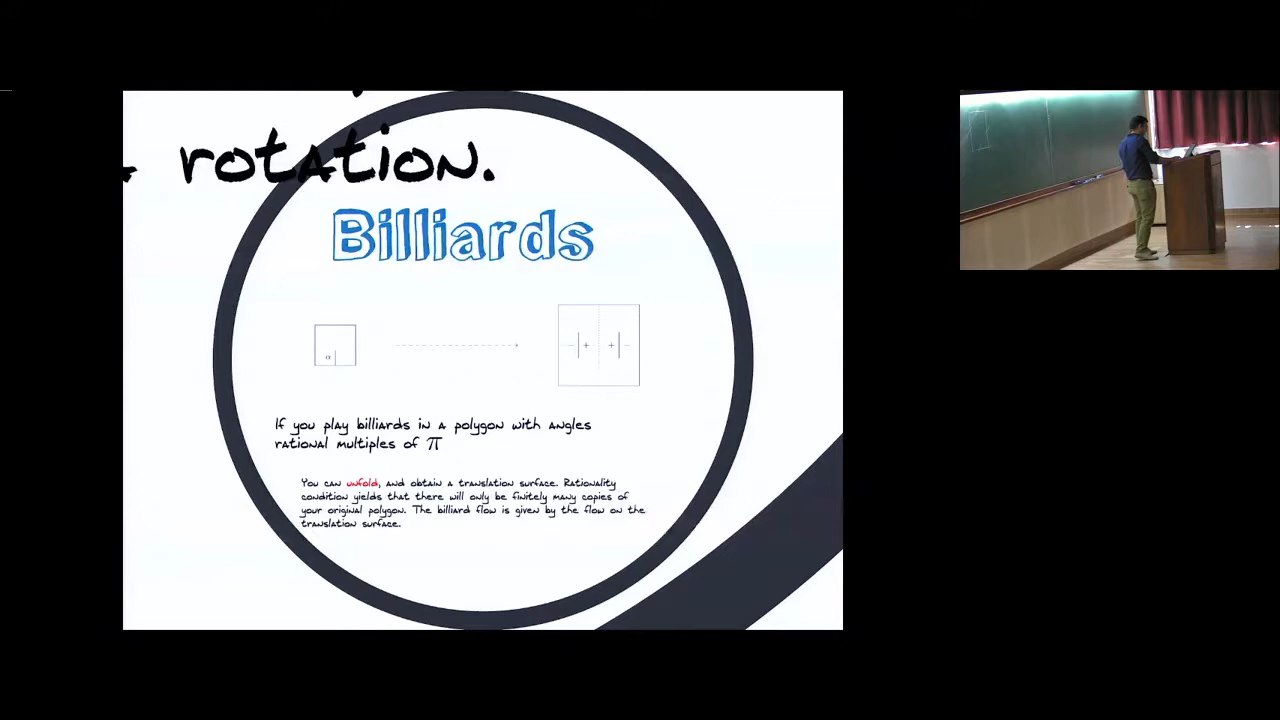 rotation.
Billiards
α
If you play billiards in a polygon with angles
rational multiples of π
You can unfold, and obtain a translation surface. Rationality
condition yields that there will only be finitely many copies of
your original polygon. The billiard flow is given by the flow on the
translation surface.